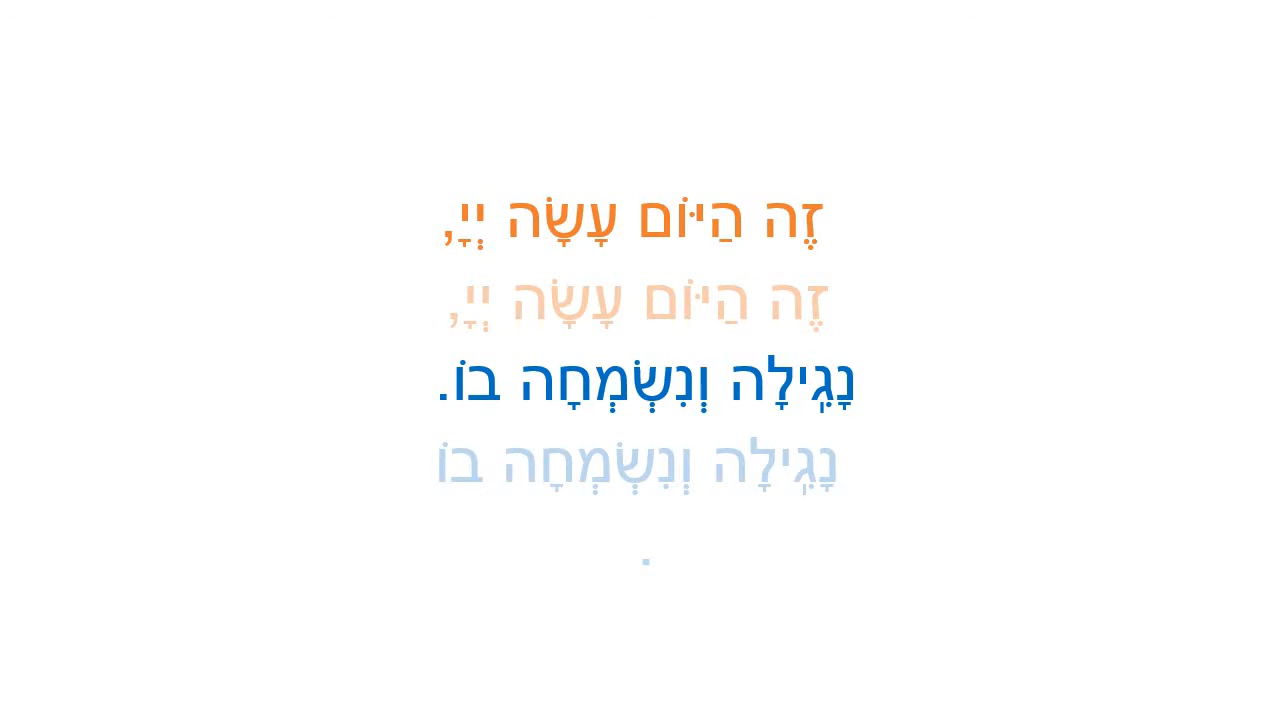 זֶה הַיּוֹם עָשָׂה יְיָ,
זֶה הַיּוֹם עָשָׂה יְיָ,
נָגִֽילָה וְנִשְׂמְחָה בוֹ.
נָגִֽילָה וְנִשְׂמְחָה בוֹ
.